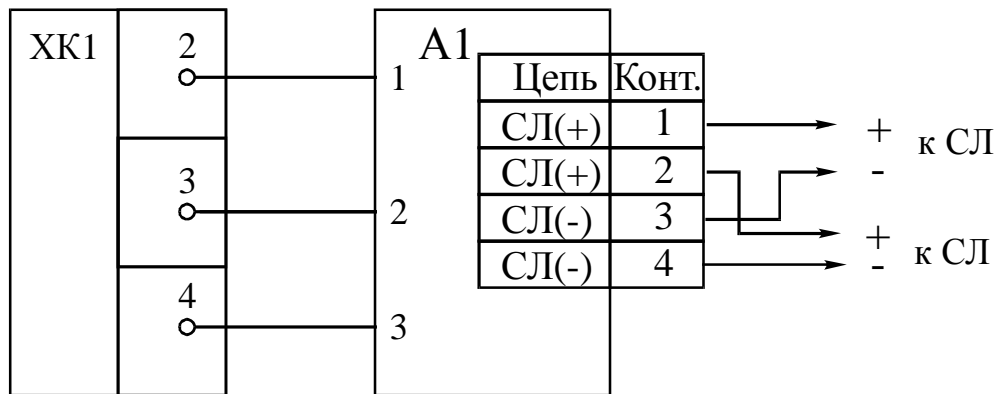 ХК1
2
3
4
А1
1
2
3
Цепь Конт.
СЛ(+) 1
СЛ(+) 2
СЛ(-) 3
СЛ(-) 4
+
-
к СЛ
+
-
к СЛ